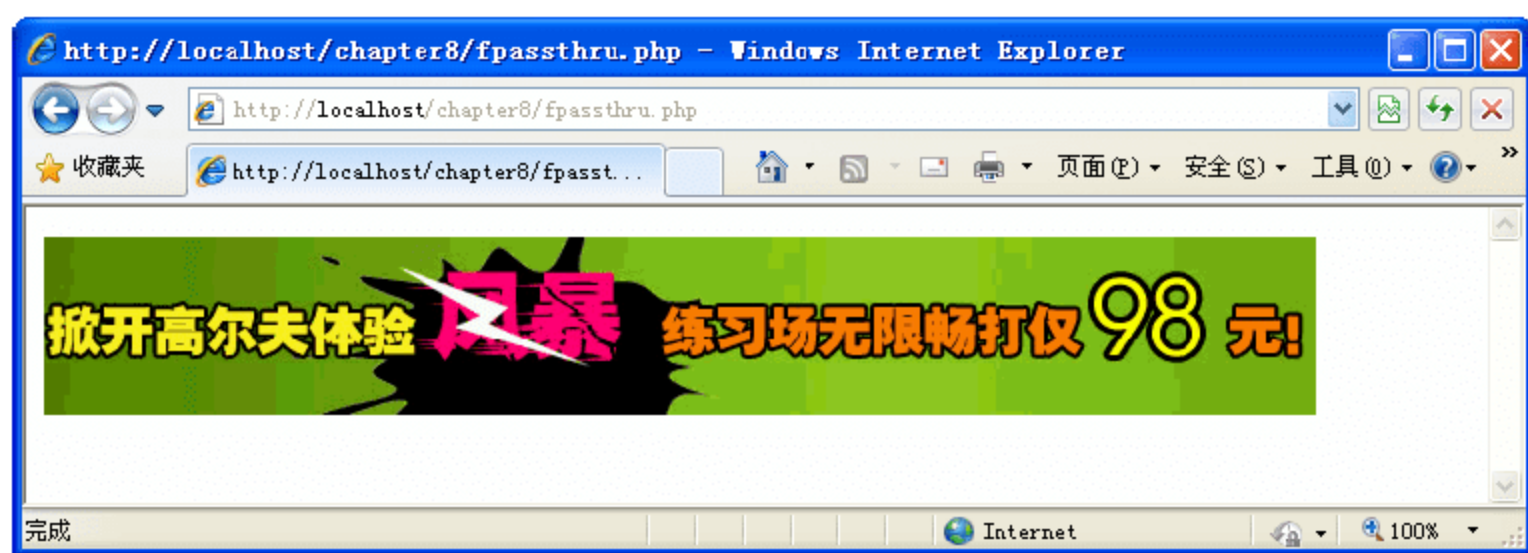 http://localhost/chapter8/fpassthru.php - Windows Internet Explorer
http://localhost/chapter8/fpassthru.php
收藏夹 http://localhost/chapter8/fpasst... 页面(P) 安全(S) 工具(O) »
掀开高尔夫体验 风暴 练习场无限畅打仅98元!
完成 Internet 100%